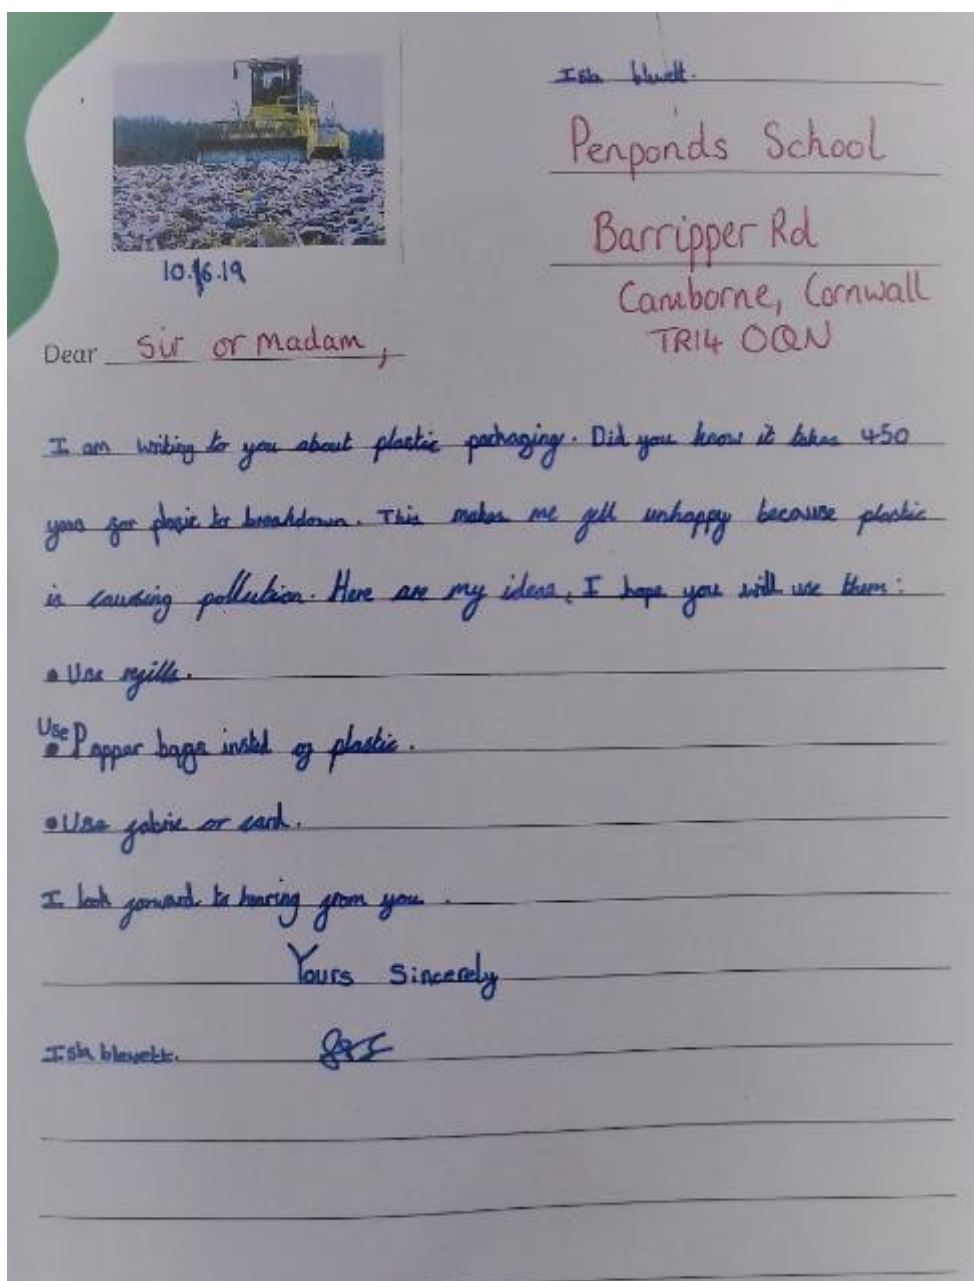 Isla blewett.
Penponds School
Barripper Rd
Camborne, Cornwall
TR14 0QN
10.6.19
Dear Sir or Madam,
I am writing to you about plastic packaging. Did you know it takes 450
years for plasic to breakdown. This makes me fell unhappy because plastic
is causing pollution. Here are my ideas, I hope you will use them:
• Use refills.
Use
• Pappar bags insted of plastic.
• Use fabric or card.
I look forward to hearing from you.
Yours Sincerely
Isla blewett.